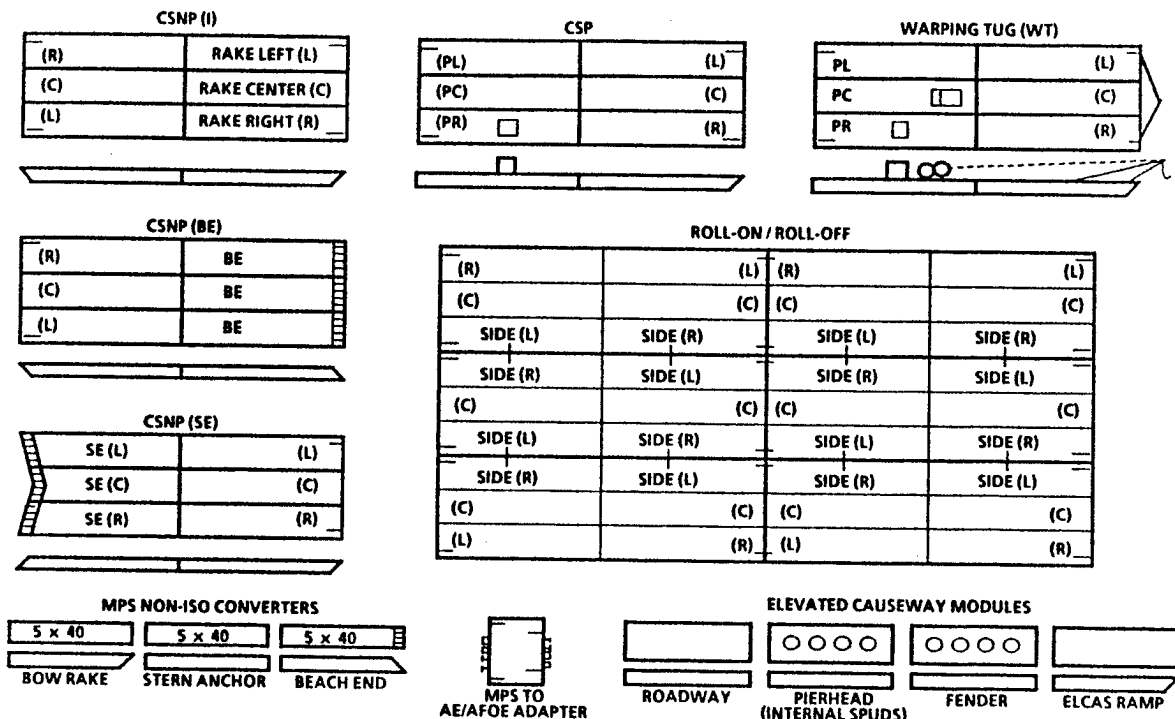 CSNP (I)
(R) RAKE LEFT (L)
(C) RAKE CENTER (C)
(L) RAKE RIGHT (R)
CSP
(PL) (L)
(PC) (C)
(PR) (R)
WARPING TUG (WT)
PL (L)
PC (C)
PR (R)
CSNP (BE)
(R) BE
(C) BE
(L) BE
ROLL-ON / ROLL-OFF
(R) (L) (R) (L)
(C) (C) (C) (C)
SIDE (L) SIDE (R) SIDE (L) SIDE (R)
SIDE (R) SIDE (L) SIDE (R) SIDE (L)
(C) (C) (C) (C)
SIDE (L) SIDE (R) SIDE (L) SIDE (R)
SIDE (R) SIDE (L) SIDE (R) SIDE (L)
(C) (C) (C) (C)
(L) (R) (L) (R)
CSNP (SE)
SE (L) (L)
SE (C) (C)
SE (R) (R)
MPS NON-ISO CONVERTERS
5 x 40 5 x 40 5 x 40
BOW RAKE STERN ANCHOR BEACH END
MPS TO
AE/AFOE ADAPTER
ELEVATED CAUSEWAY MODULES
ROADWAY PIERHEAD FENDER ELCAS RAMP
(INTERNAL SPUDS)